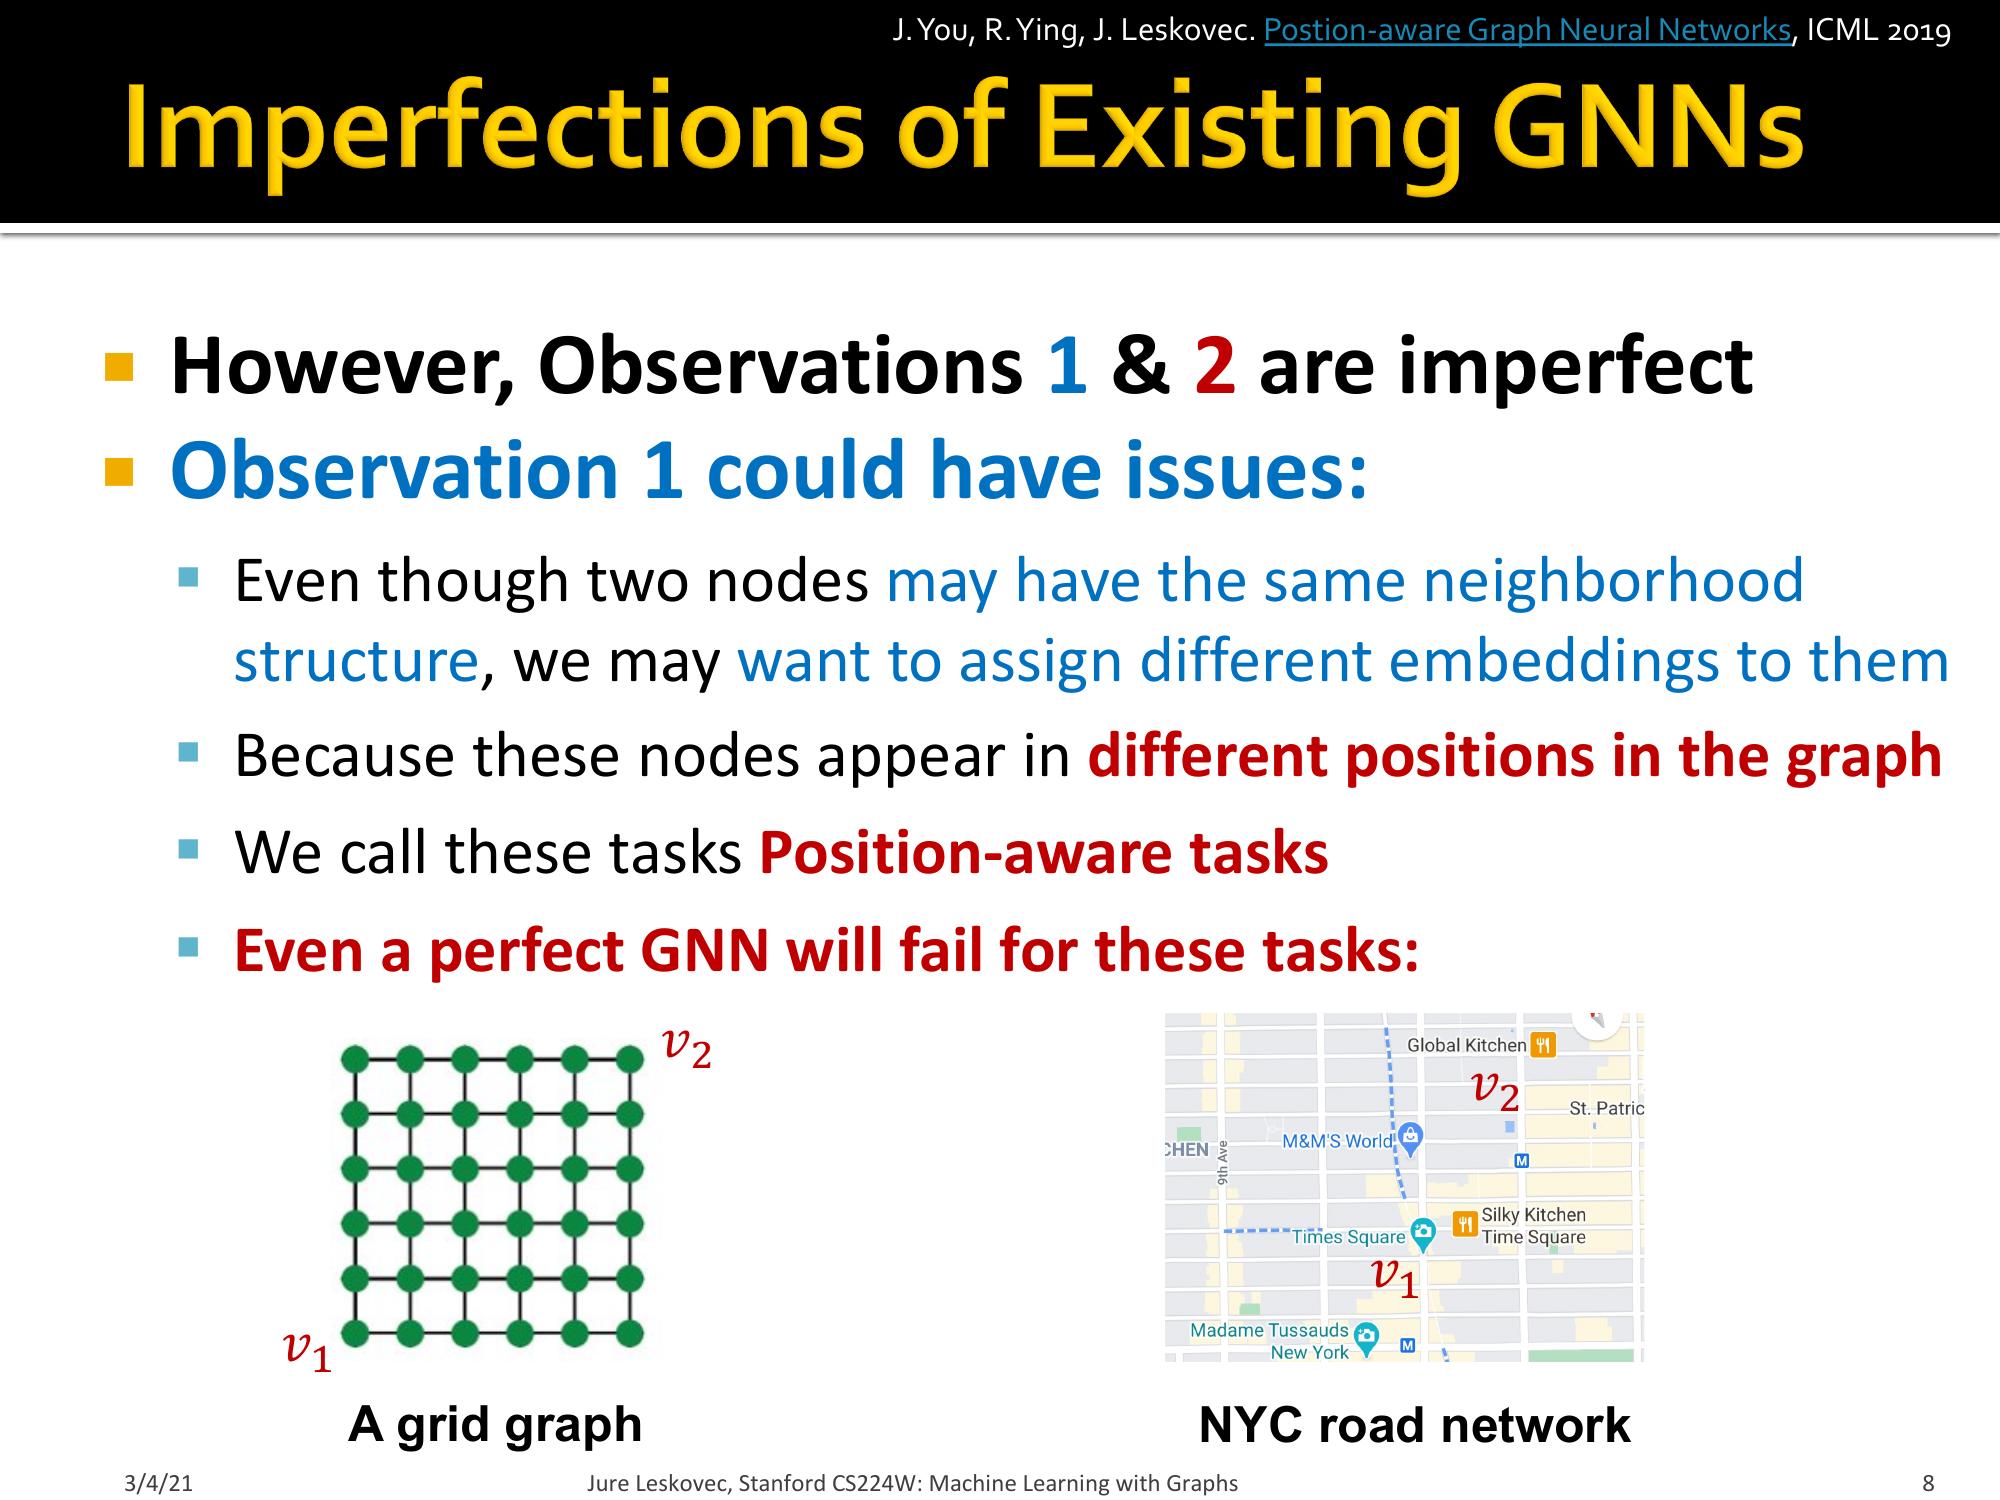 J. You, R. Ying, J. Leskovec. Postion-aware Graph Neural Networks, ICML 2019
Imperfections of Existing GNNs
However, Observations 1 & 2 are imperfect
Observation 1 could have issues:
Even though two nodes may have the same neighborhood
structure, we may want to assign different embeddings to them
Because these nodes appear in different positions in the graph
We call these tasks Position-aware tasks
Even a perfect GNN will fail for these tasks:
v₂
v₁
A grid graph
Global Kitchen
v₂
St. Patric
M&M'S World
CHEN
9th Ave
M
Silky Kitchen
Time Square
Times Square
v₁
Madame Tussauds
New York
M
NYC road network
3/4/21
Jure Leskovec, Stanford CS224W: Machine Learning with Graphs
8